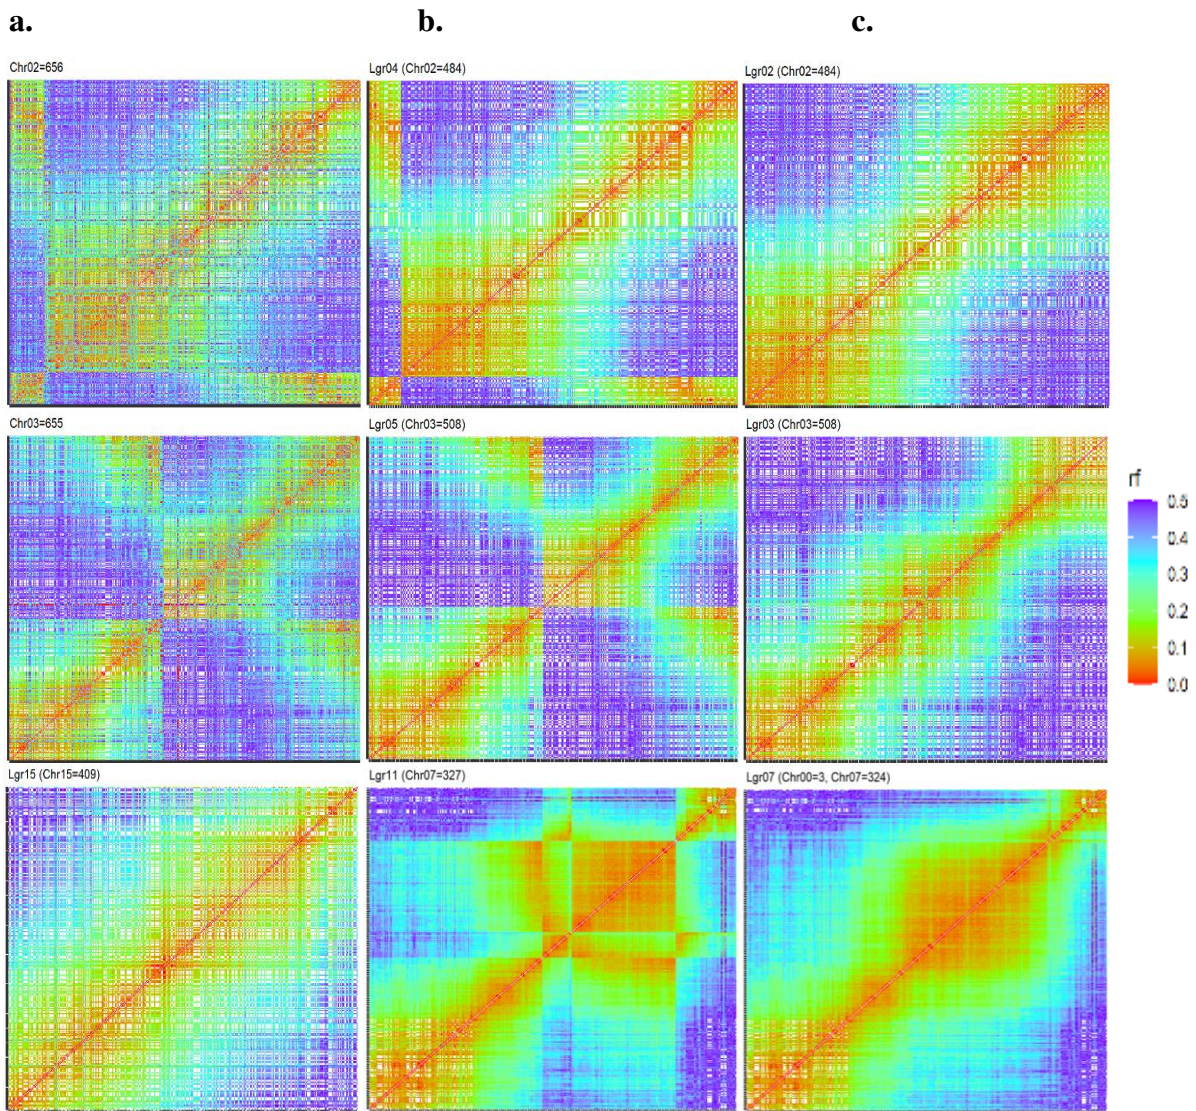 a.
b.
c.
Chr02=656
Lgr04 (Chr02=484)
Lgr02 (Chr02=484)
Chr03=655
Lgr05 (Chr03=508)
Lgr03 (Chr03=508)
rf
0.5
0.4
0.3
0.2
0.1
0.0
Lgr15 (Chr15=409)
Lgr11 (Chr07=327)
Lgr07 (Chr00=3, Chr07=324)